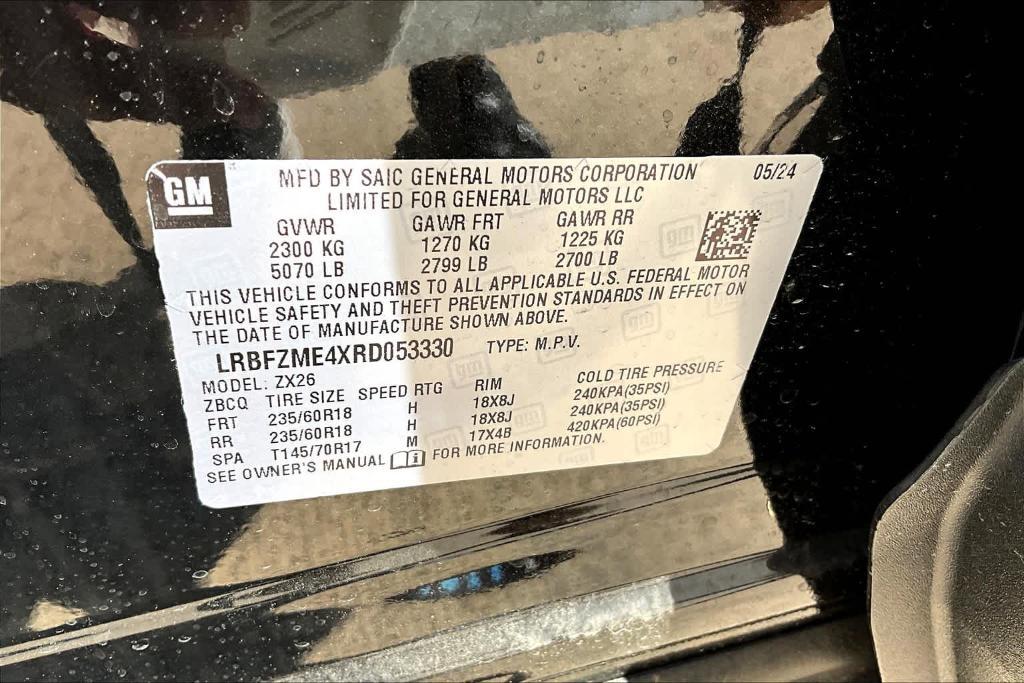 GM
MFD BY SAIC GENERAL MOTORS CORPORATION 05/24
LIMITED FOR GENERAL MOTORS LLC
GVWR GAWR FRT GAWR RR
2300 KG 1270 KG 1225 KG
5070 LB 2799 LB 2700 LB
THIS VEHICLE CONFORMS TO ALL APPLICABLE U.S. FEDERAL MOTOR
VEHICLE SAFETY AND THEFT PREVENTION STANDARDS IN EFFECT ON
THE DATE OF MANUFACTURE SHOWN ABOVE.
LRBFZME4XRD053330 TYPE: M.P.V.
MODEL: ZX26
ZBCQ TIRE SIZE SPEED RTG RIM COLD TIRE PRESSURE
FRT 235/60R18 H 18X8J 240KPA(35PSI)
RR 235/60R18 H 18X8J 240KPA(35PSI)
SPA T145/70R17 M 17X4B 420KPA(60PSI)
SEE OWNER'S MANUAL FOR MORE INFORMATION.